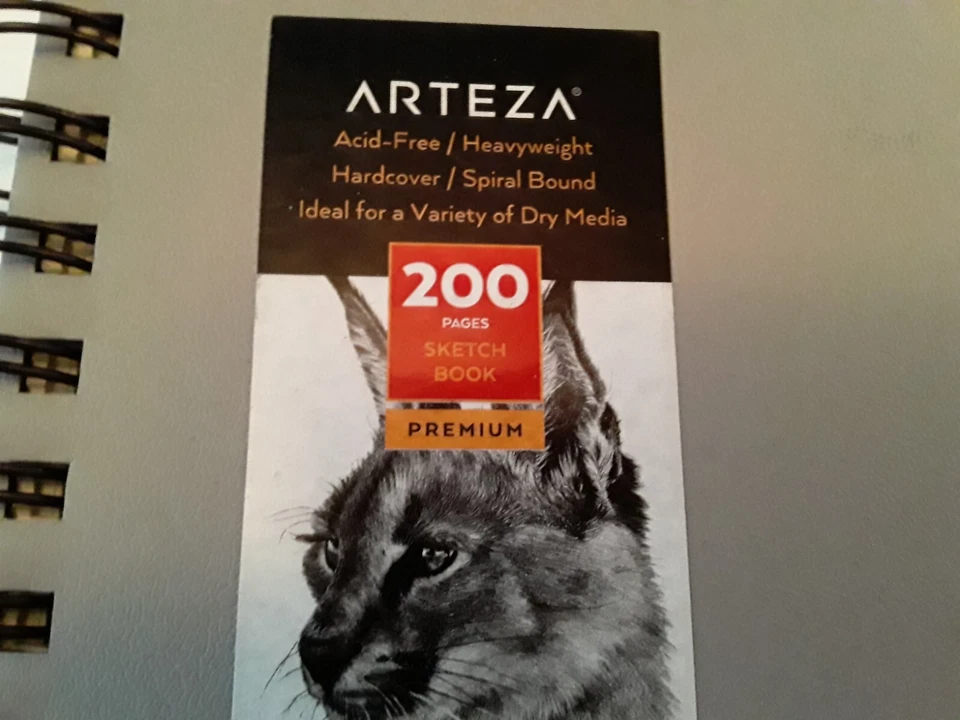 ARTEZA®
Acid-Free / Heavyweight
Hardcover / Spiral Bound
Ideal for a Variety of Dry Media
200
PAGES
SKETCH
BOOK
PREMIUM